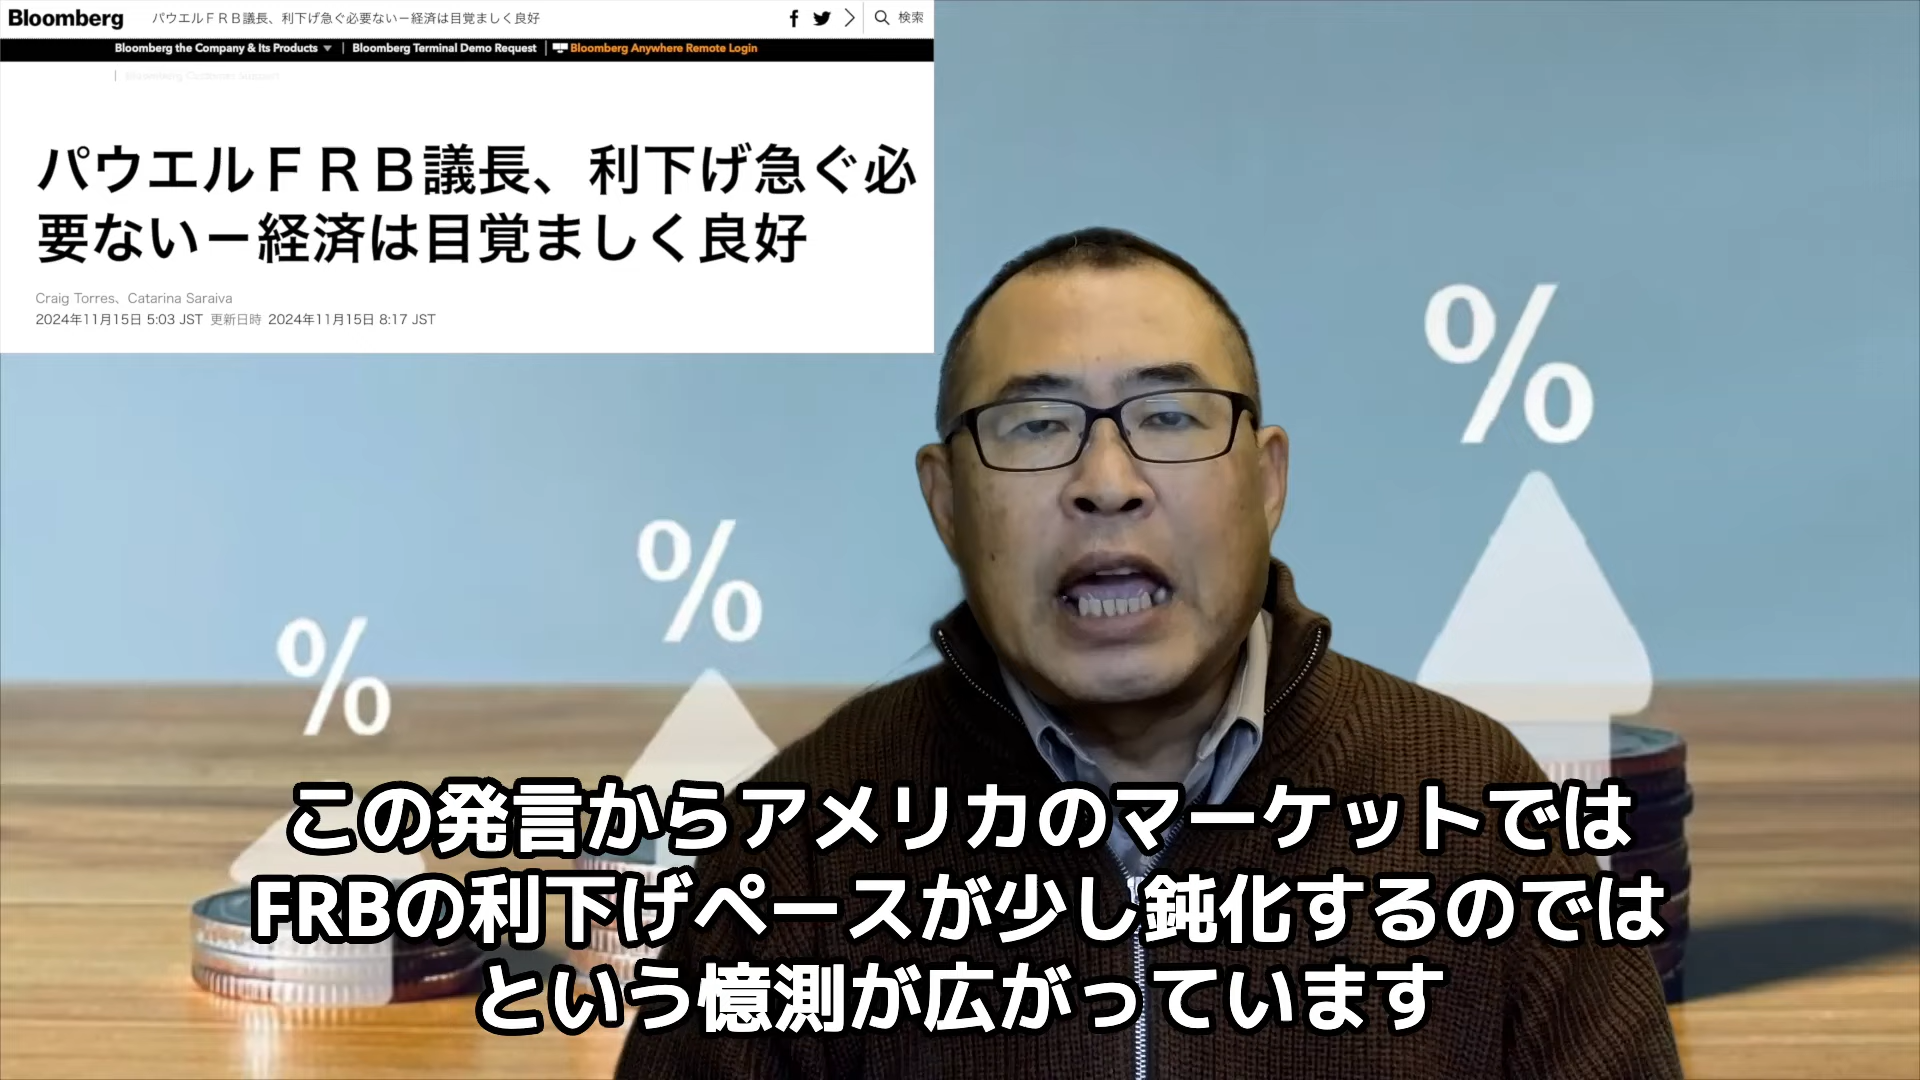 Bloomberg パウエルＦＲＢ議長、利下げ急ぐ必要ないー経済は目覚ましく良好 検索
Bloomberg the Company & Its Products ▼ | Bloomberg Terminal Demo Request | Bloomberg Anywhere Remote Login
| Bloomberg Customer Support
パウエルＦＲＢ議長、利下げ急ぐ必
要ないー経済は目覚ましく良好
Craig Torres、Catarina Saraiva
2024年11月15日 5:03 JST 更新日時 2024年11月15日 8:17 JST
%
%
%
この発言からアメリカのマーケットでは
FRBの利下げペースが少し鈍化するのでは
という憶測が広がっています